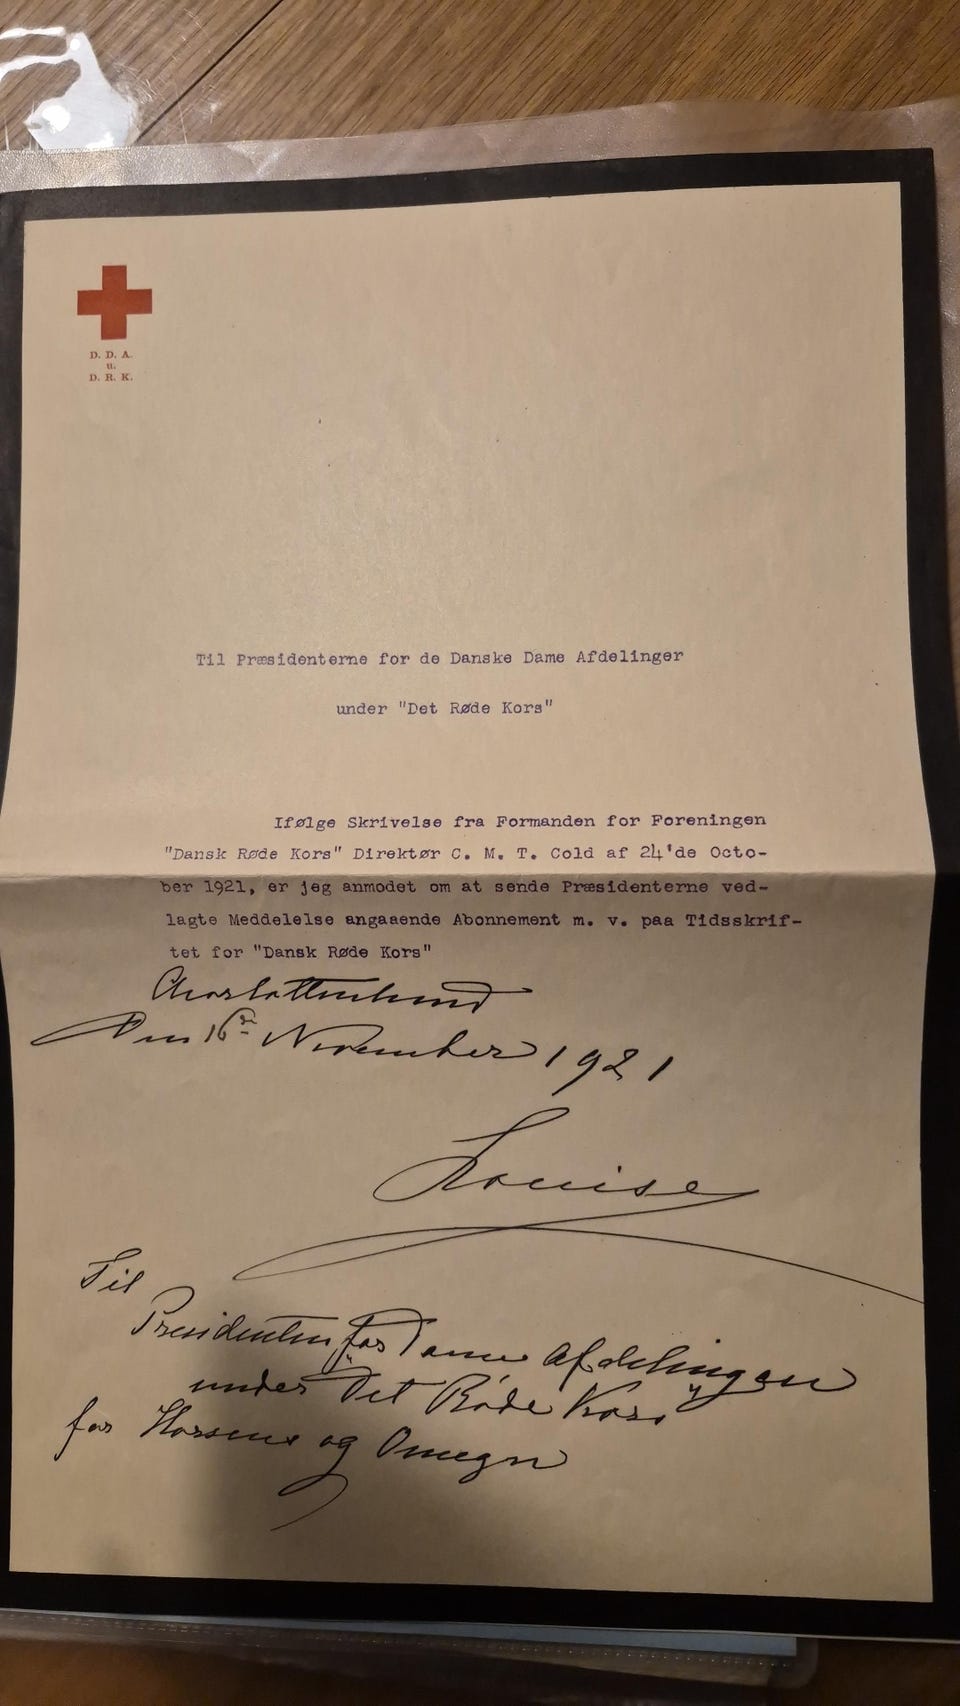 D. D. A.
u.
D. R. K.
Til Præsidenterne for de Danske Dame Afdelinger
under "Det Røde Kors"
Ifølge Skrivelse fra Formanden for Foreningen
"Dansk Røde Kors" Direktør C. M. T. Cold af 24'de Octo-
ber 1921, er jeg anmodet om at sende Præsidenterne ved-
lagte Meddelelse angaaende Abonnement m. v. paa Tidsskrif-
tet for "Dansk Røde Kors"
Charlottenlund
Den 16de November 1921
Louise
Til
Presidenten for Dame Afdelingen
under "Det Røde Kors"
for Horsens og Omegn